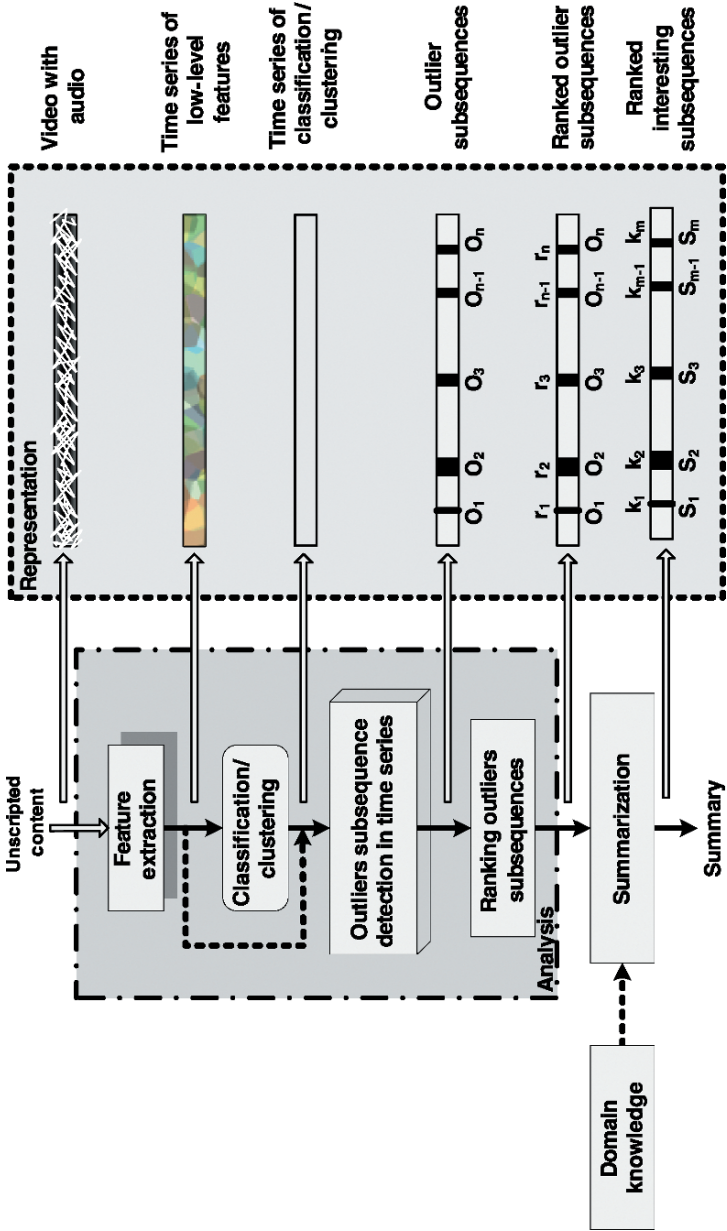 Unscripted
content
Feature
extraction
Classification/
clustering
Outliers subsequence
detection in time series
Ranking outliers
subsequences
Analysis
Domain
knowledge
Summarization
Summary
Representation
Video with
audio
Time series of
low-level
features
Time series of
classification/
clustering
O1 O2 O3 On-1 On
Outlier
subsequences
r1 r2 r3 rn-1 rn
O1 O2 O3 On-1 On
Ranked outlier
subsequences
k1 k2 k3 km-1 km
S1 S2 S3 Sm-1 Sm
Ranked
interesting
subsequences